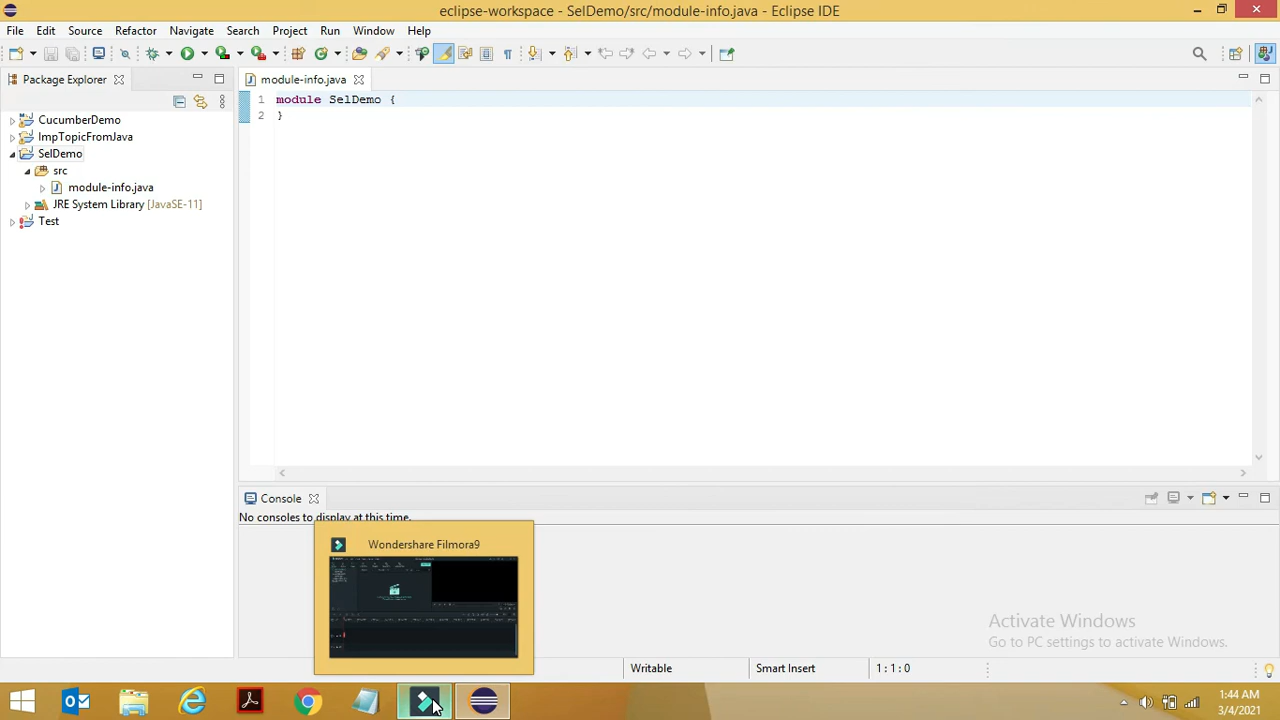 eclipse-workspace - SelDemo/src/module-info.java - Eclipse IDE
File Edit Source Refactor Navigate Search Project Run Window Help
Package Explorer
module-info.java
CucumberDemo
ImpTopicFromJava
SelDemo
src
module-info.java
JRE System Library [JavaSE-11]
Test
1 module SelDemo {
2 }
Console
No consoles to display at this time.
Wondershare Filmora9
Activate Windows
Go to PC settings to activate Windows.
Writable Smart Insert 1 : 1 : 0
1:44 AM
3/4/2021